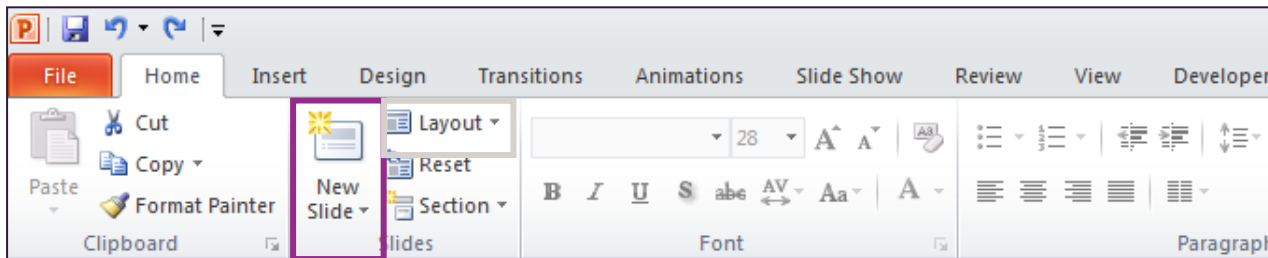 File Home Insert Design Transitions Animations Slide Show Review View Developer
Cut
Copy
Format Painter
Paste
Clipboard
New
Slide
Layout
Reset
Section
Slides
28 A A Aa
B I U S abc AV Aa A
Font
Paragraph